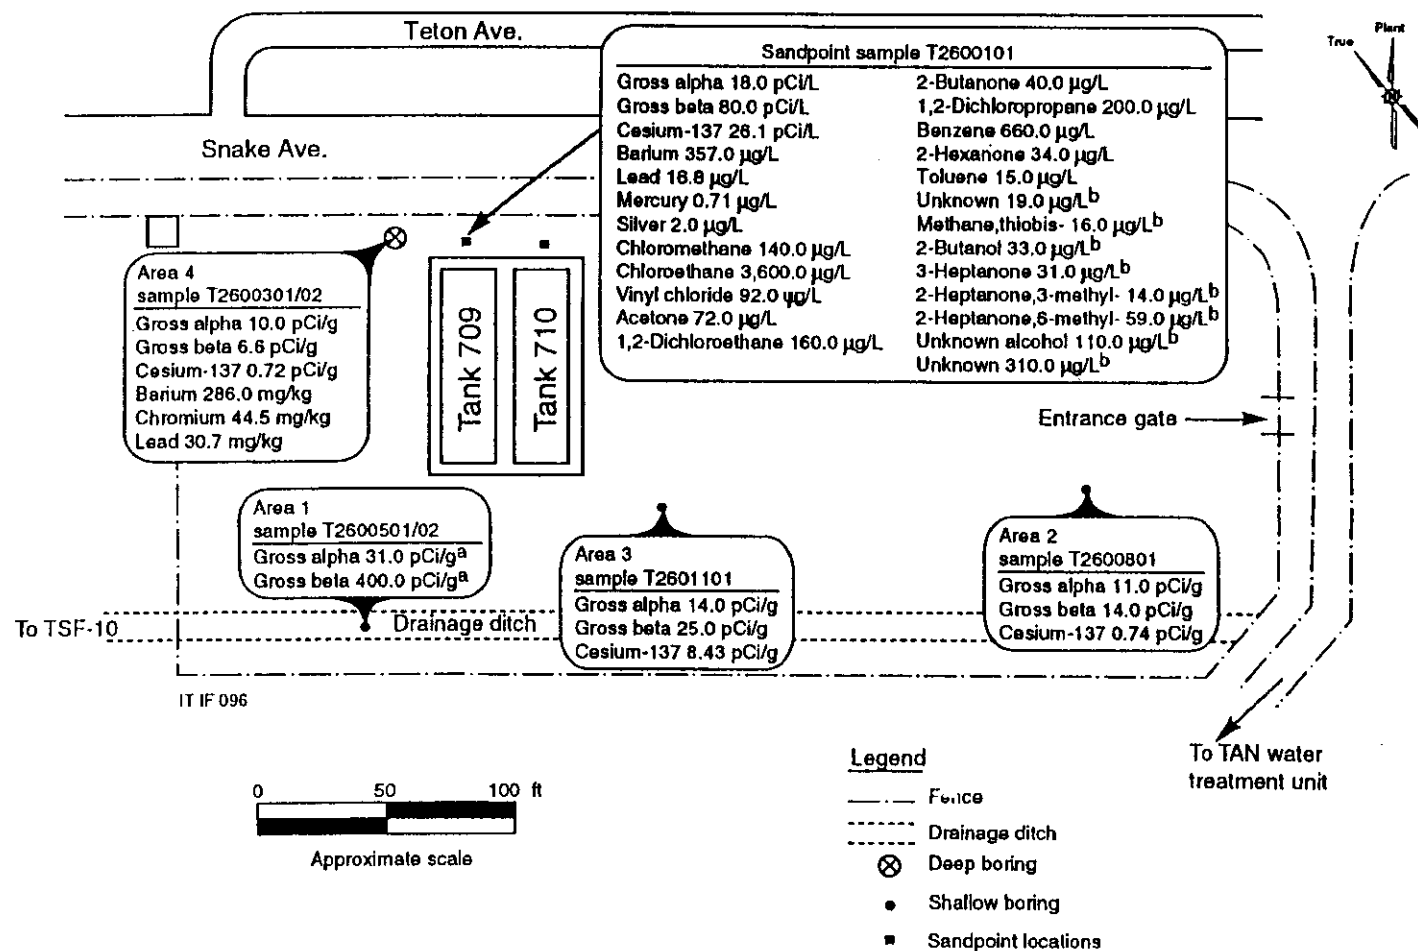 Teton Ave.
Snake Ave.
True
Plant
N
Sandpoint sample T2600101
Gross alpha 18.0 pCi/L
Gross beta 80.0 pCi/L
Cesium-137 26.1 pCi/L
Barium 357.0 µg/L
Lead 18.8 µg/L
Mercury 0.71 µg/L
Silver 2.0 µg/L
Chloromethane 140.0 µg/L
Chloroethane 3,600.0 µg/L
Vinyl chloride 92.0 µg/L
Acetone 72.0 µg/L
1,2-Dichloroethane 160.0 µg/L
2-Butanone 40.0 µg/L
1,2-Dichloropropane 200.0 µg/L
Benzene 660.0 µg/L
2-Hexanone 34.0 µg/L
Toluene 15.0 µg/L
Unknown 19.0 µg/Lb
Methane,thiobis- 16.0 µg/Lb
2-Butanol 33.0 µg/Lb
3-Heptanone 31.0 µg/Lb
2-Heptanone,3-methyl- 14.0 µg/Lb
2-Heptanone,6-methyl- 59.0 µg/Lb
Unknown alcohol 110.0 µg/Lb
Unknown 310.0 µg/Lb
Area 4
sample T2600301/02
Gross alpha 10.0 pCi/g
Gross beta 6.6 pCi/g
Cesium-137 0.72 pCi/g
Barium 286.0 mg/kg
Chromium 44.5 mg/kg
Lead 30.7 mg/kg
Tank 709
Tank 710
Entrance gate
Area 1
sample T2600501/02
Gross alpha 31.0 pCi/ga
Gross beta 400.0 pCi/ga
Area 3
sample T2601101
Gross alpha 14.0 pCi/g
Gross beta 25.0 pCi/g
Cesium-137 8.43 pCi/g
Area 2
sample T2600801
Gross alpha 11.0 pCi/g
Gross beta 14.0 pCi/g
Cesium-137 0.74 pCi/g
To TSF-10
Drainage ditch
IT IF 096
To TAN water
treatment unit
0 50 100 ft
Approximate scale
Legend
Fence
Drainage ditch
Deep boring
Shallow boring
Sandpoint locations